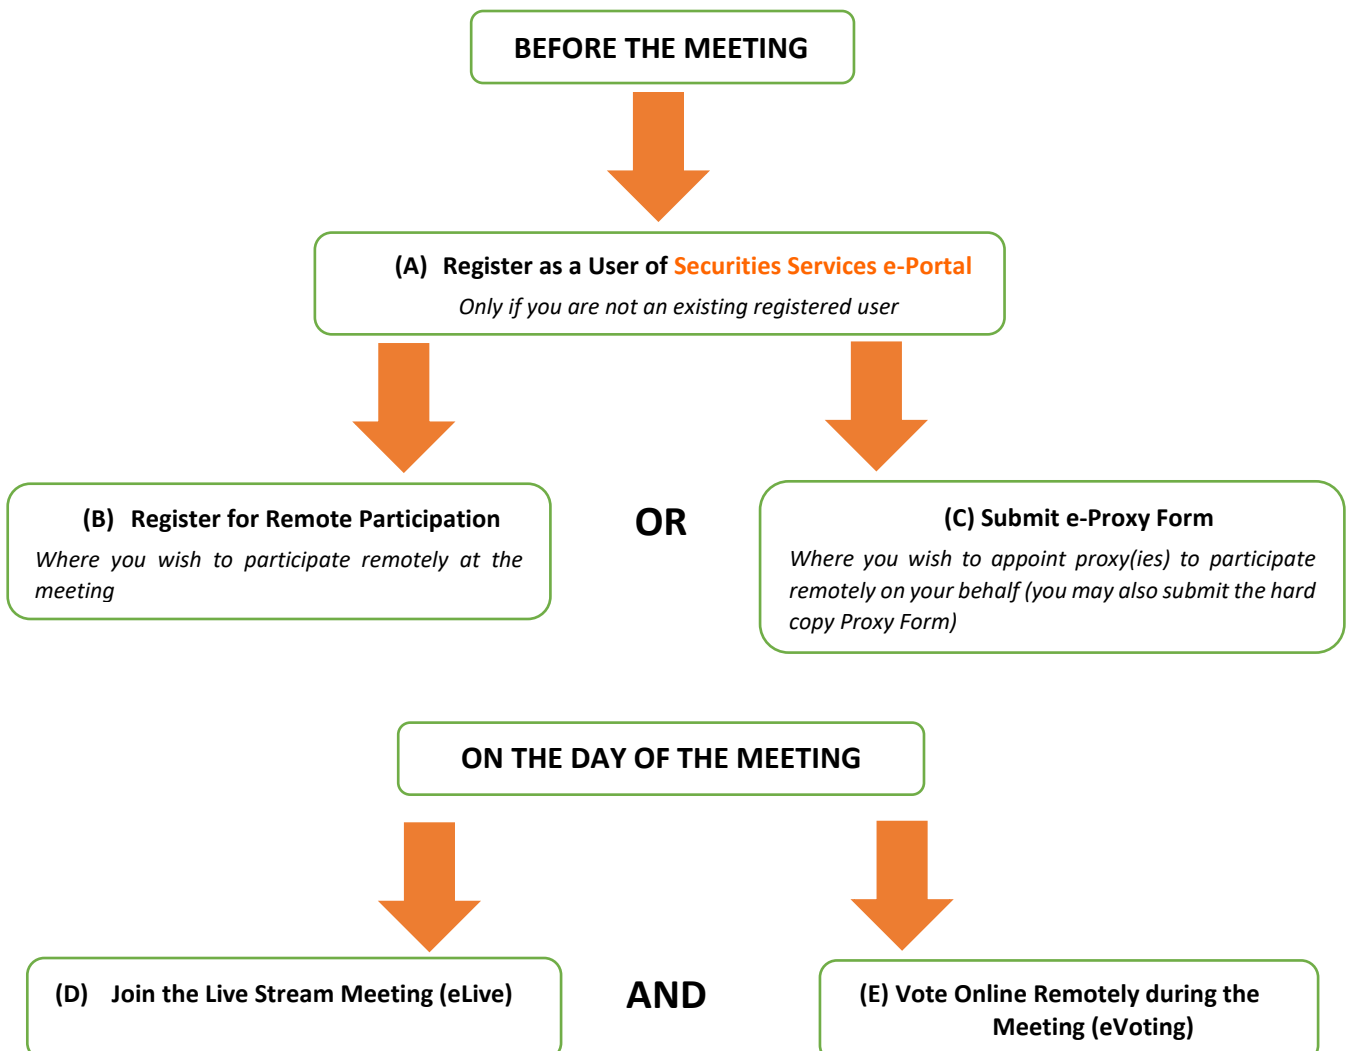 BEFORE THE MEETING
(A) Register as a User of Securities Services e-Portal
Only if you are not an existing registered user
(B) Register for Remote Participation
Where you wish to participate remotely at the
meeting
OR
(C) Submit e-Proxy Form
Where you wish to appoint proxy(ies) to participate
remotely on your behalf (you may also submit the hard
copy Proxy Form)
ON THE DAY OF THE MEETING
(D) Join the Live Stream Meeting (eLive)
AND
(E) Vote Online Remotely during the
Meeting (eVoting)